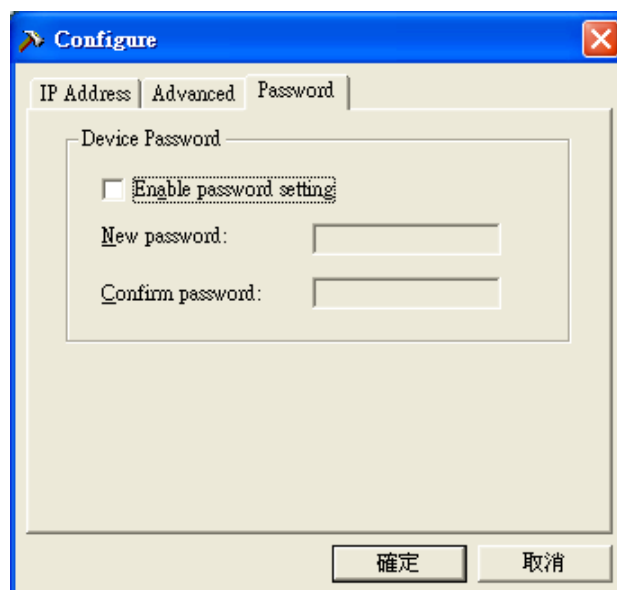 Configure
IP Address Advanced Password
Device Password
Enable password setting
New password:
Confirm password:
確定 取消